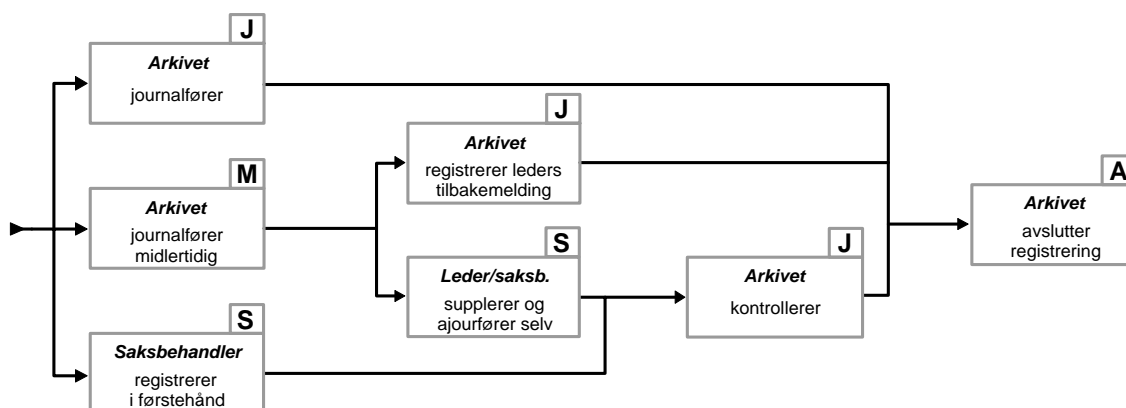 J
Arkivet
journalfører
J
Arkivet
registrerer leders
tilbakemelding
M
Arkivet
journalfører
midlertidig
A
Arkivet
avslutter
registrering
S
Leder/saksb.
supplerer og
ajourfører selv
J
Arkivet
kontrollerer
S
Saksbehandler
registrerer
i førstehånd